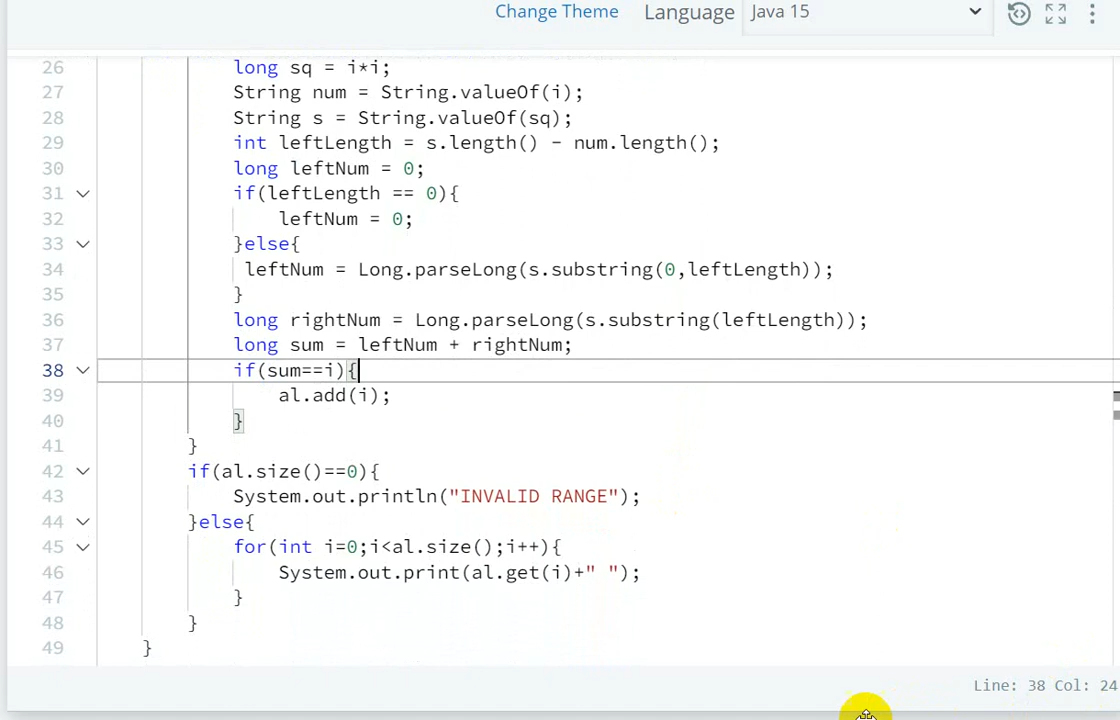 Change Theme Language Java 15
26 long sq = i*i;
27 String num = String.valueOf(i);
28 String s = String.valueOf(sq);
29 int leftLength = s.length() - num.length();
30 long leftNum = 0;
31 if(leftLength == 0){
32 leftNum = 0;
33 }else{
34 leftNum = Long.parseLong(s.substring(0,leftLength));
35 }
36 long rightNum = Long.parseLong(s.substring(leftLength));
37 long sum = leftNum + rightNum;
38 if(sum==i){
39 al.add(i);
40 }
41 }
42 if(al.size()==0){
43 System.out.println("INVALID RANGE");
44 }else{
45 for(int i=0;i<al.size();i++){
46 System.out.print(al.get(i)+" ");
47 }
48 }
49 }
Line: 38 Col: 24